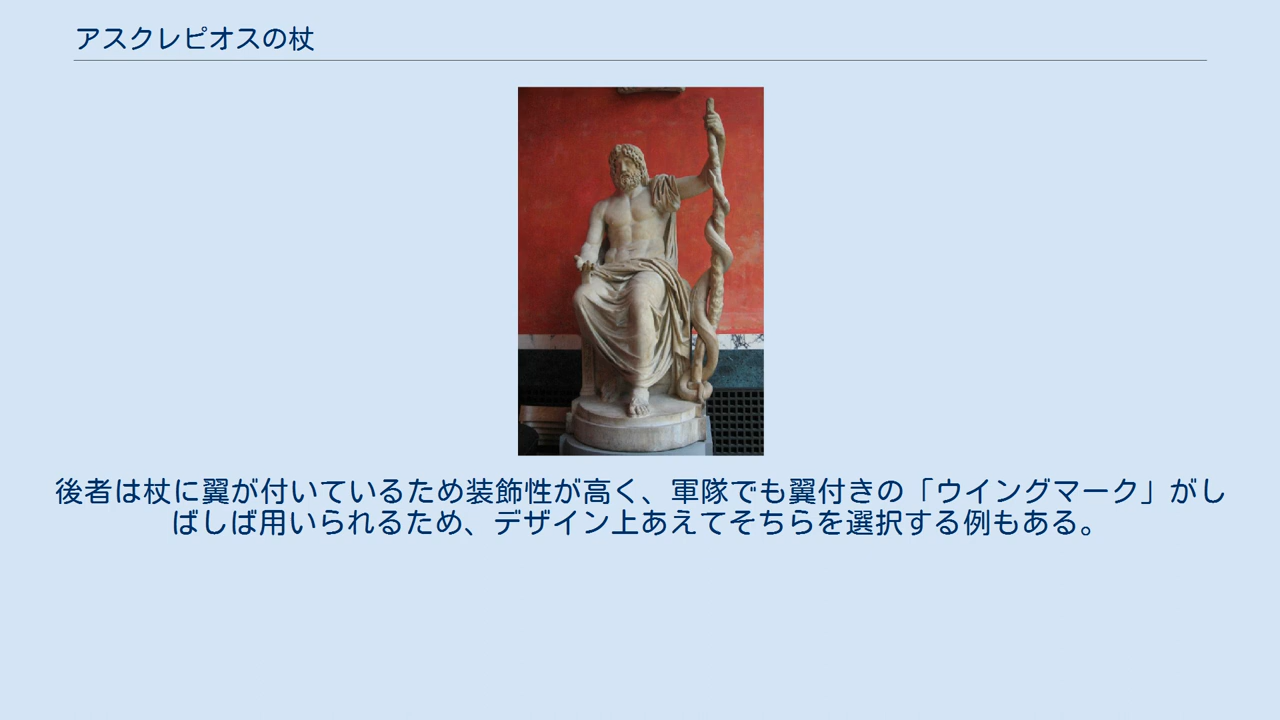 アスクレピオスの杖
後者は杖に翼が付いているため装飾性が高く、軍隊でも翼付きの「ウイングマーク」がし
ばしば用いられるため、デザイン上あえてそちらを選択する例もある。